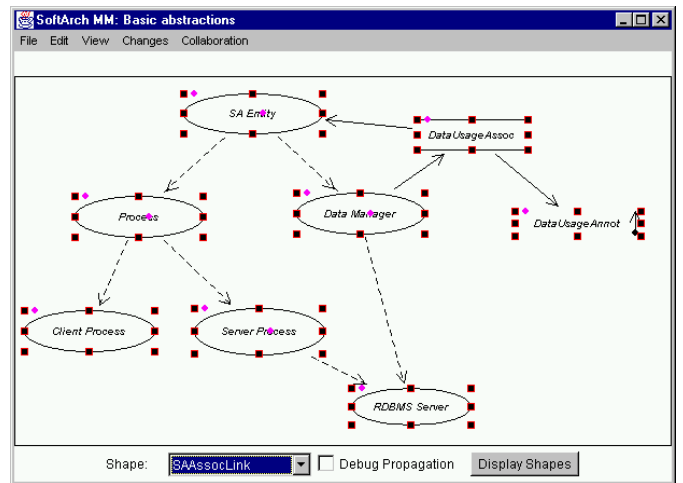 SoftArch MM: Basic abstractions
File Edit View Changes Collaboration
SA Entity
DataUsageAssoc
Process
Data Manager
DataUsageAnnot
Client Process
Server Process
RDBMS Server
Shape: SAAssocLink Debug Propagation Display Shapes